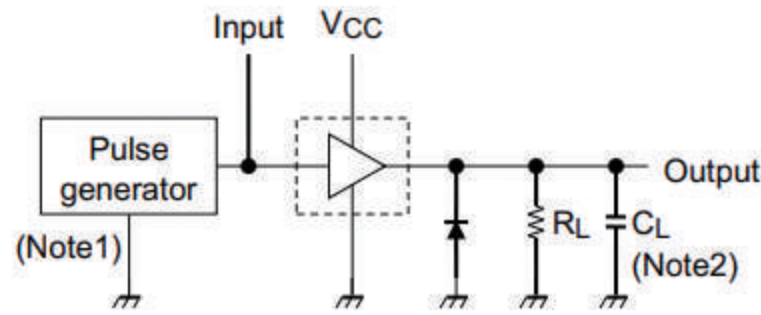 Input
VCC
Pulse
generator
(Note1)
Output
RL
CL
(Note2)